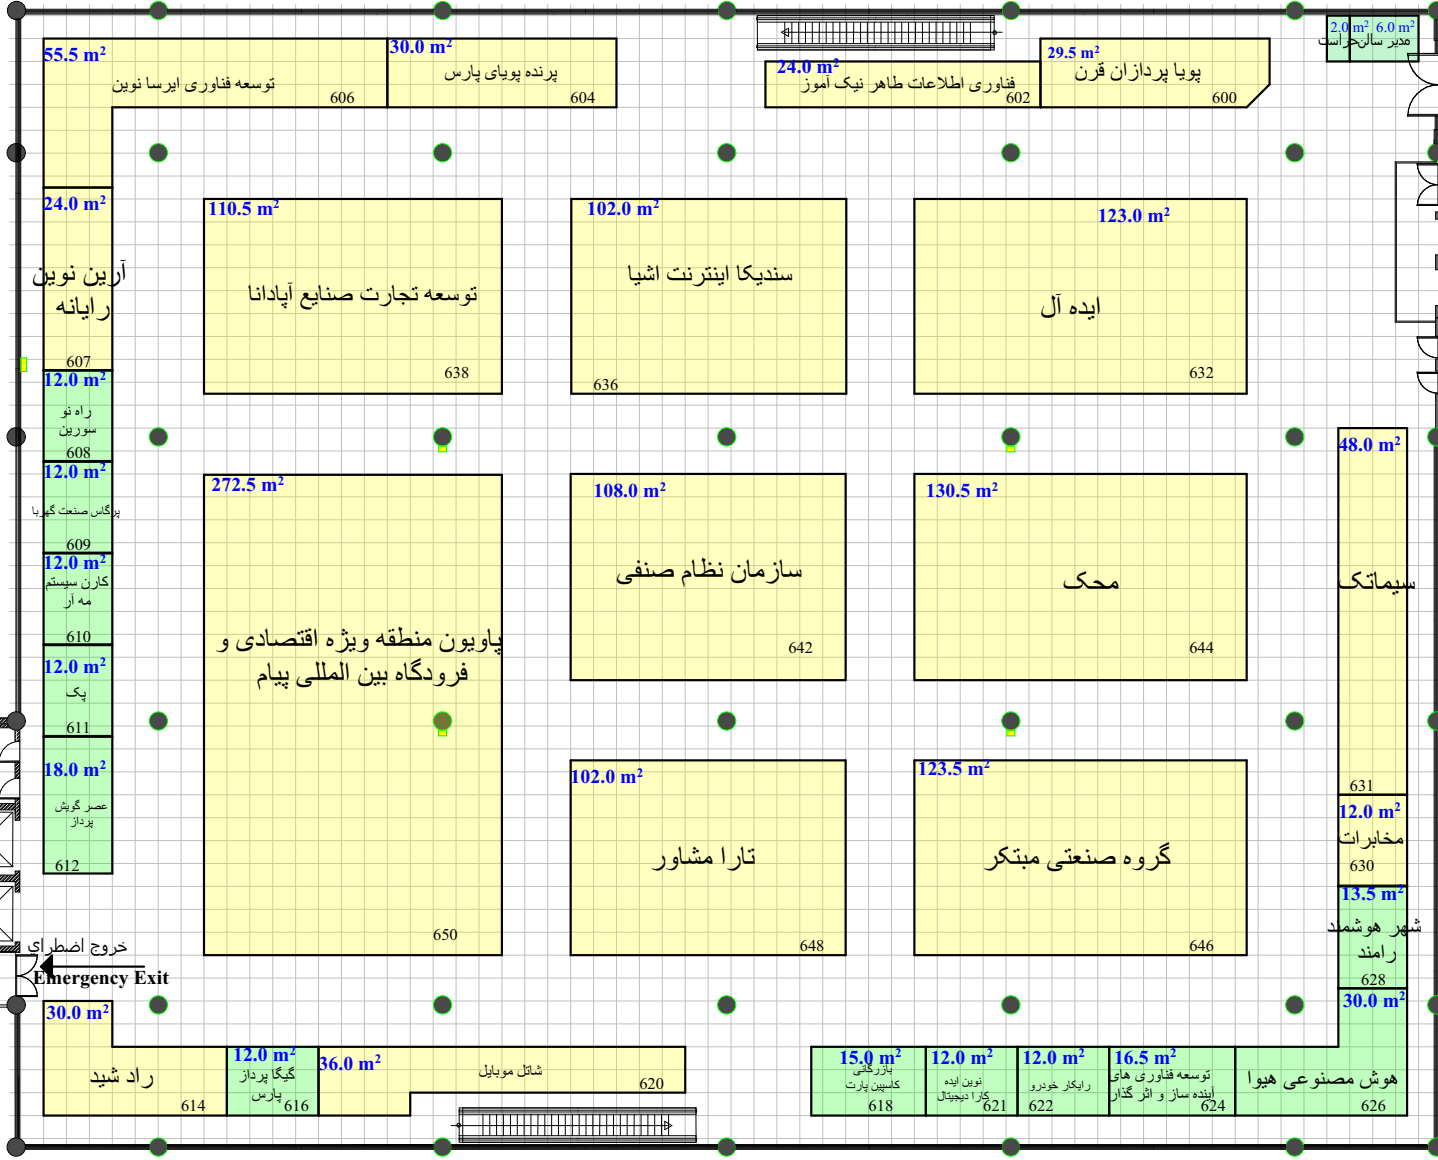 55.5 m²
توسعه فناوری ایرسا نوین
606
30.0 m²
پرنده پویای پارس
604
24.0 m²
فناوری اطلاعات طاهر نیک آموز
602
29.5 m²
پویا پردازان قرن
600
2.0 m²
حراست
6.0 m²
مدیر سالن
24.0 m²
آرین نوین
رایانه
607
110.5 m²
توسعه تجارت صنایع آپادانا
638
102.0 m²
سندیکا اینترنت اشیا
636
123.0 m²
ایده آل
632
12.0 m²
راه نو
سورین
608
12.0 m²
پرگاس صنعت گهربا
609
12.0 m²
کارن سیستم
مه آر
610
12.0 m²
پک
611
18.0 m²
عصر گویش
پرداز
612
272.5 m²
پاویون منطقه ویژه اقتصادی و
فرودگاه بین المللی پیام
650
108.0 m²
سازمان نظام صنفی
642
130.5 m²
محک
644
48.0 m²
سیماتک
631
102.0 m²
تارا مشاور
648
123.5 m²
گروه صنعتی مبتکر
646
12.0 m²
مخابرات
630
13.5 m²
شهر هوشمند
رامند
628
خروج اضطراي
Emergency Exit
30.0 m²
راد شید
614
12.0 m²
گیگا پرداز
پارس
616
36.0 m²
شاتل موبایل
620
15.0 m²
بازرگانی
کاسپین پارت
618
12.0 m²
نوین ایده
کارا دیجیتال
621
12.0 m²
رایکار خودرو
622
16.5 m²
توسعه فناوری های
آینده ساز و اثر گذار
624
30.0 m²
هوش مصنوعی هیوا
626